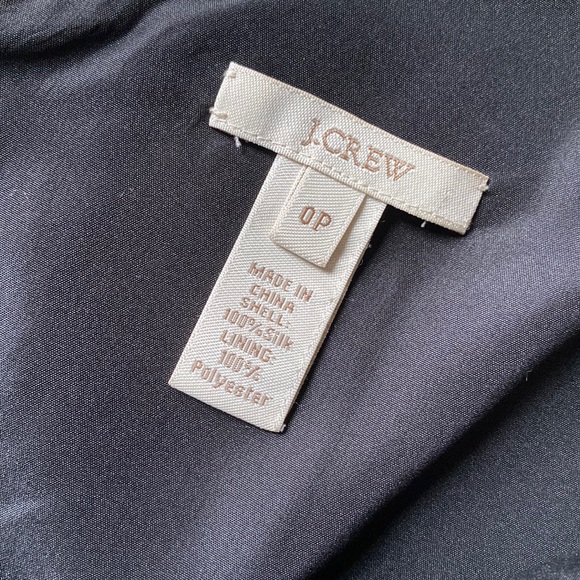 J.CREW
0P
MADE IN
CHINA
SHELL:
100% Silk
LINING:
100%
Polyester